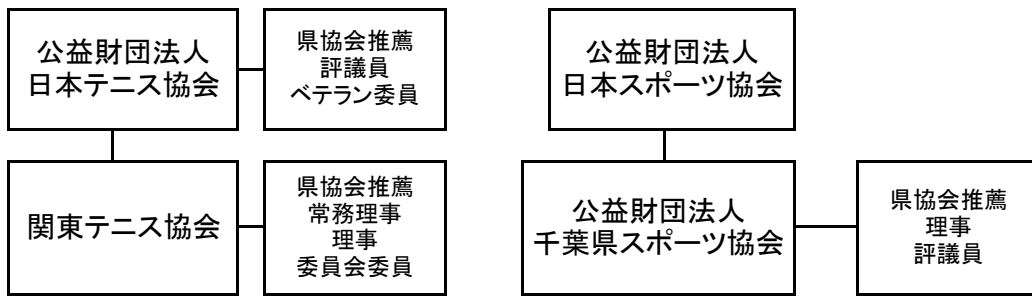 公益財団法人
日本テニス協会
県協会推薦
評議員
ベテラン委員
公益財団法人
日本スポーツ協会
関東テニス協会
県協会推薦
常務理事
理事
委員会委員
公益財団法人
千葉県スポーツ協会
県協会推薦
理事
評議員